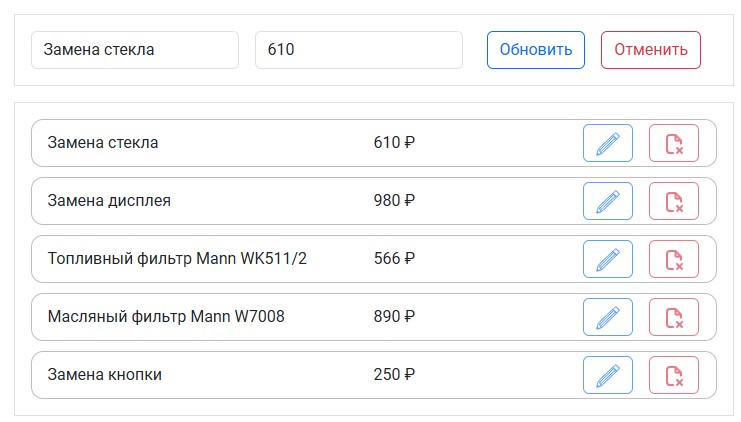 Замена стекла 610 Обновить Отменить
Замена стекла 610 ₽
Замена дисплея 980 ₽
Топливный фильтр Mann WK511/2 566 ₽
Масляный фильтр Mann W7008 890 ₽
Замена кнопки 250 ₽